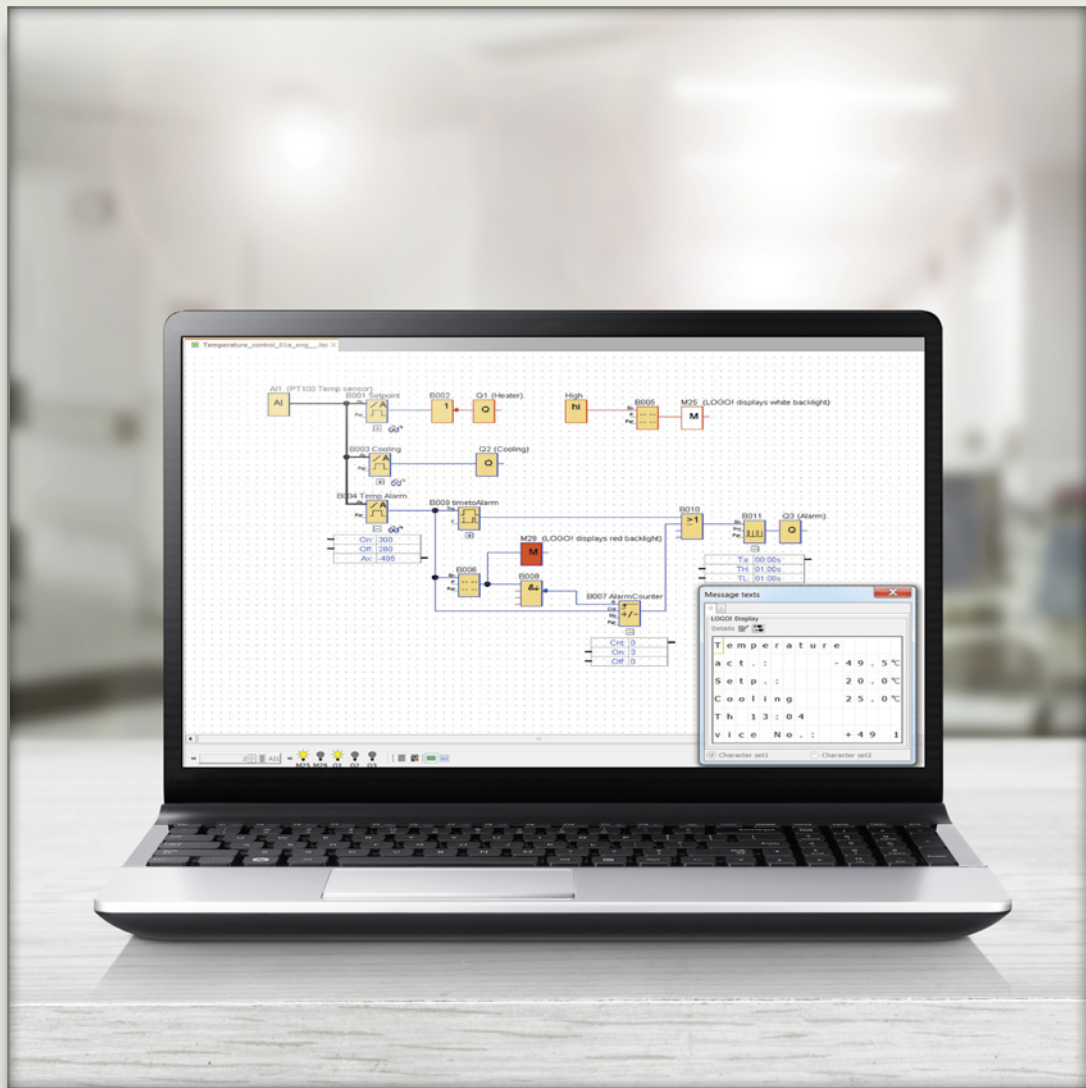 Temperature_control_01a_eng__.lsc
AI1 (PT100 Temp sensor)
AI
B001 Setpoint
B002
1
Q1 (Heater)
Q
High
hi
B005
M25 (LOGO! displays white backlight)
M
B003 Cooling
Q2 (Cooling)
Q
B004 Temp Alarm
On: 300
Off: 280
Ax: -495
B009 timetoAlarm
M29 (LOGO! displays red backlight)
M
B006
B008
&
B007 AlarmCounter
+/-
Cnt: 0
On: 3
Off: 0
B010
≥1
B011
Q3 (Alarm)
Q
Ta: 00:00s
TH: 01:00s
TL: 01:00s
Message texts
LOGO! Display
Details
Temperature
act.: -49.5°C
Setp.: 20.0°C
Cooling 25.0°C
Th 13:04
vice No.: +49 1
Character set1 Character set2
AI1
M25 M29 Q1 Q2 Q3